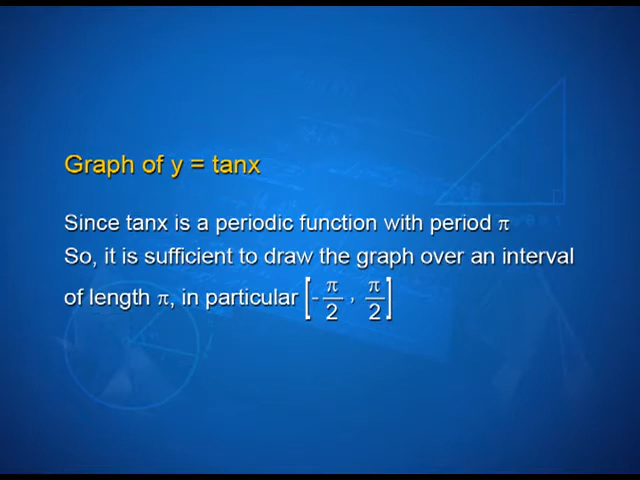 Graph of y = tanx
Since tanx is a periodic function with period π
So, it is sufficient to draw the graph over an interval
of length π, in particular [-π/2 , π/2]